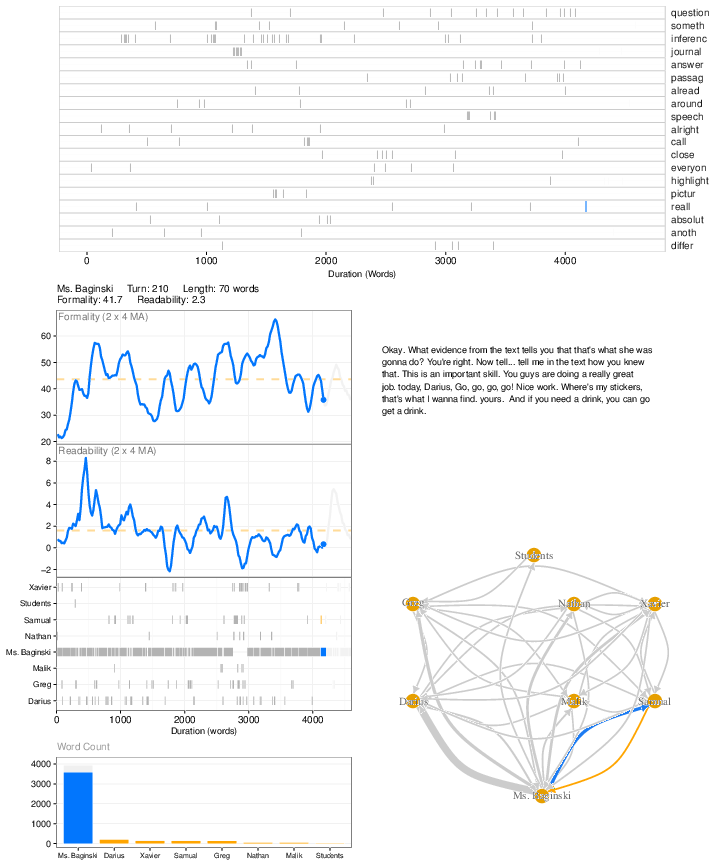 question
someth
inferenc
journal
answer
passag
alread
around
speech
alright
call
close
everyon
highlight
pictur
reall
absolut
anoth
differ
0 1000 2000 3000 4000
Duration (Words)
Ms. Baginski Turn: 210 Length: 70 words
Formality: 41.7 Readability: 2.3
Formality (2 x 4 MA)
60
50
40
30
20
Readability (2 x 4 MA)
8
6
4
2
0
−2
Xavier
Students
Samual
Nathan
Ms. Baginski
Malik
Greg
Darius
0 1000 2000 3000 4000
Duration (words)
Word Count
4000
3000
2000
1000
0
Ms. Baginski Darius Xavier Samual Greg Nathan Malik Students
Okay. What evidence from the text tells you that that's what she was
gonna do? You're right. Now tell... tell me in the text how you knew
that. This is an important skill. You guys are doing a really great
job. today, Darius, Go, go, go, go! Nice work. Where's my stickers,
that's what I wanna find. yours. And if you need a drink, you can go
get a drink.
Students
Greg Nathan Xavier
Darius Malik Samual
Ms. Baginski